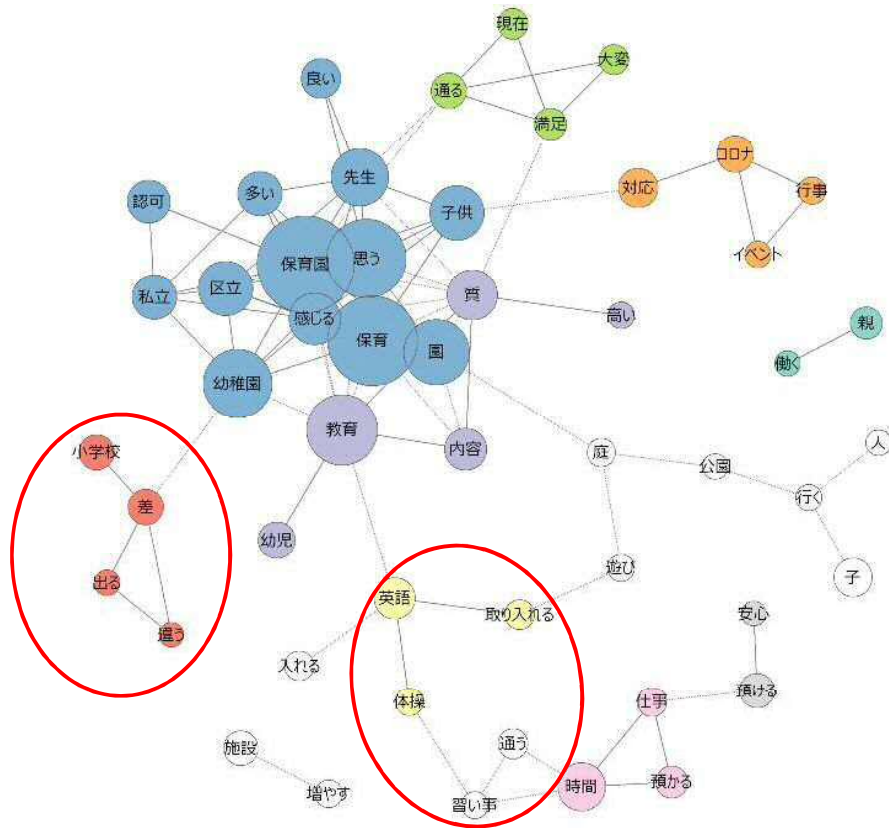 現在
大変
良い
通る
満足
コロナ
先生
対応
行事
多い
認可
子供
イベント
思う
保育園
区立
質
私立
高い
感じる
親
保育
園
働く
幼稚園
教育
人
小学校
内容
庭
公園
行く
差
幼児
遊び
子
出る
英語
取り入れる
安心
違う
入れる
預ける
体操
仕事
通う
施設
預かる
時間
増やす
習い事